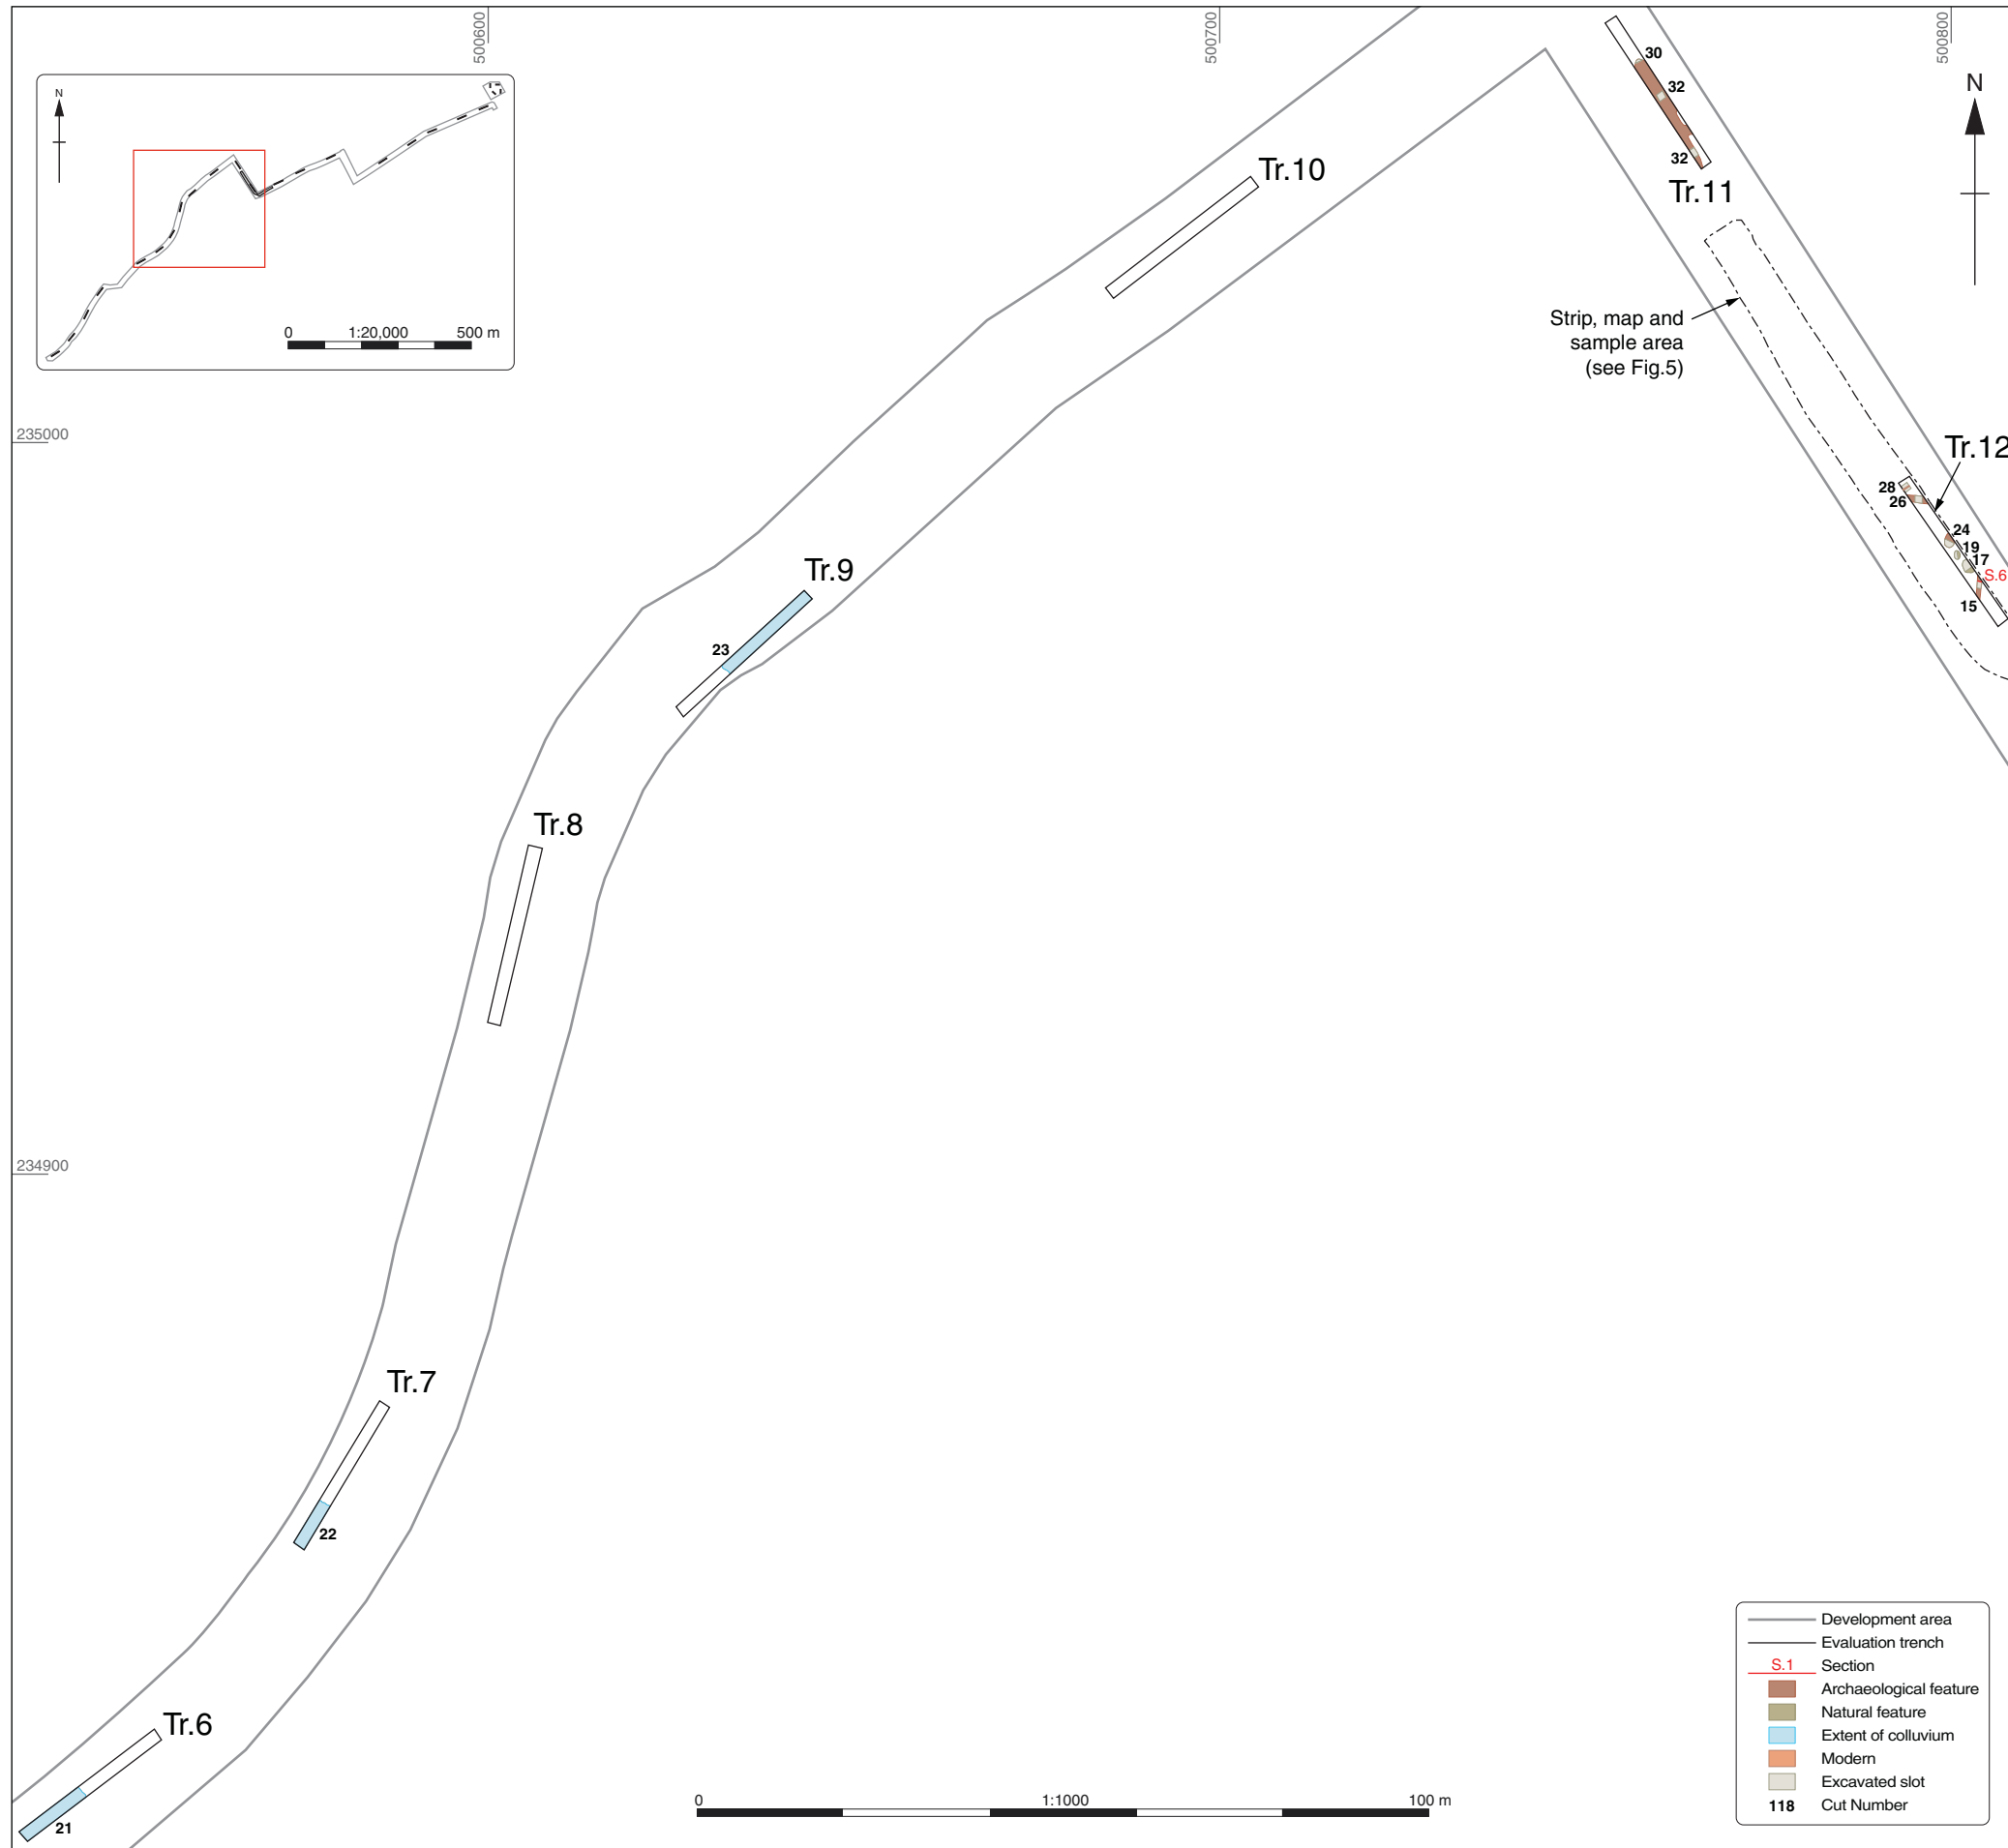 500600
500700
500800
N
N
0 1:20,000 500 m
30
32
32
Tr.11
Tr.10
Strip, map and
sample area
(see Fig.5)
235000
Tr.12
28
26
24
19
17
S.6
15
Tr.9
23
Tr.8
234900
Tr.7
22
Tr.6
21
0 1:1000 100 m
Development area
Evaluation trench
S.1 Section
Archaeological feature
Natural feature
Extent of colluvium
Modern
Excavated slot
118 Cut Number